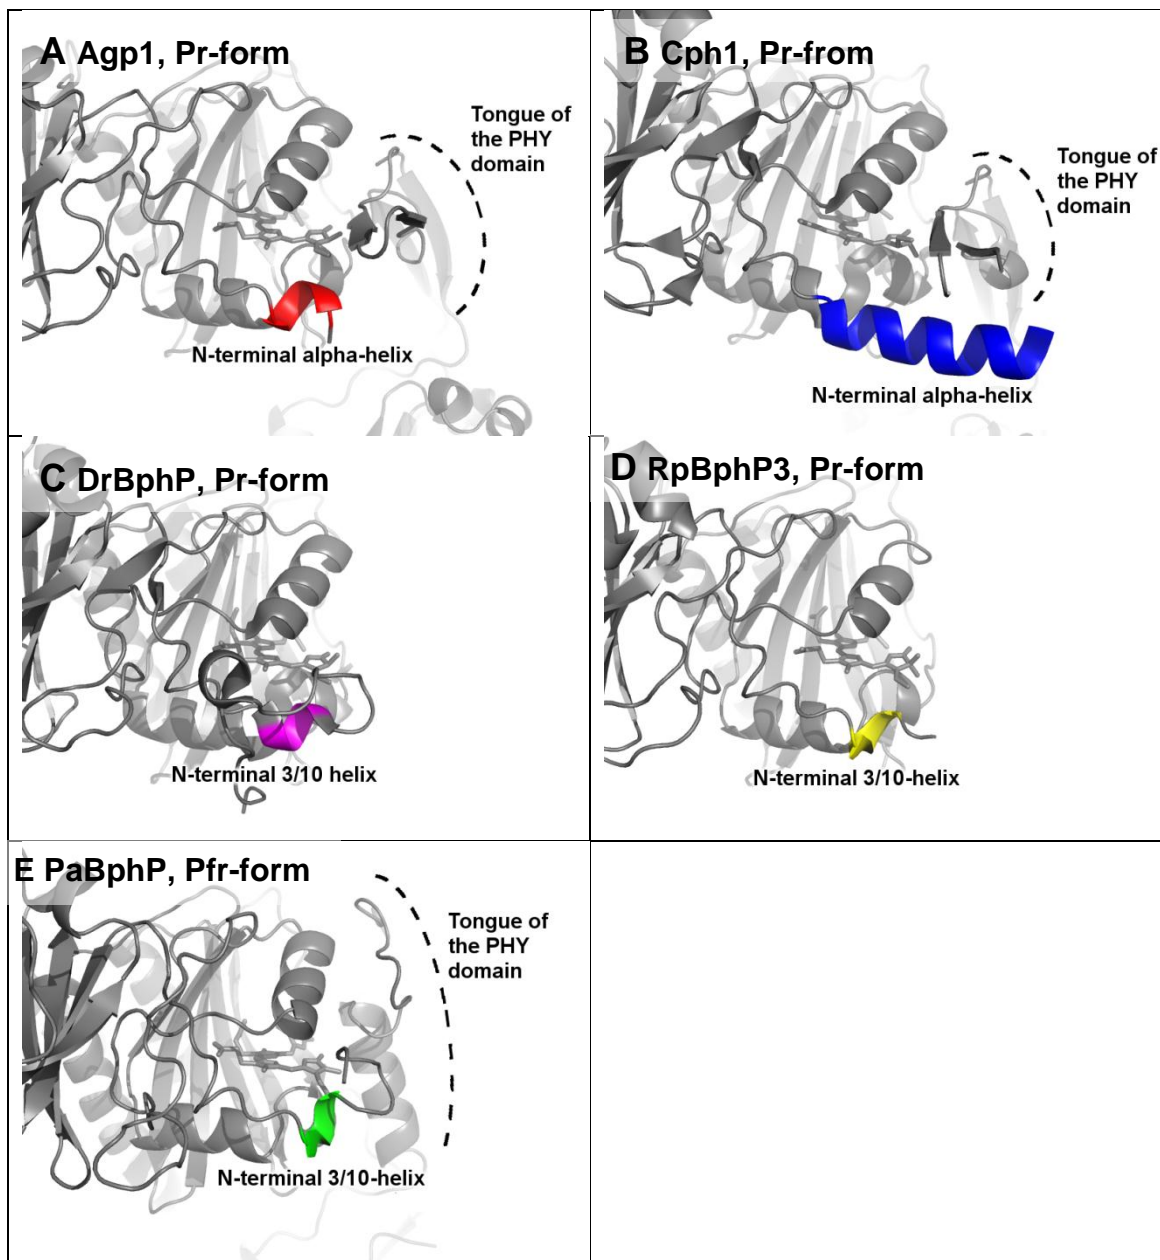 A Agp1, Pr-form
Tongue of
the PHY
domain
N-terminal alpha-helix
B Cph1, Pr-from
Tongue of
the PHY
domain
N-terminal alpha-helix
C DrBphP, Pr-form
N-terminal 3/10 helix
D RpBphP3, Pr-form
N-terminal 3/10-helix
E PaBphP, Pfr-form
Tongue of
the PHY
domain
N-terminal 3/10-helix